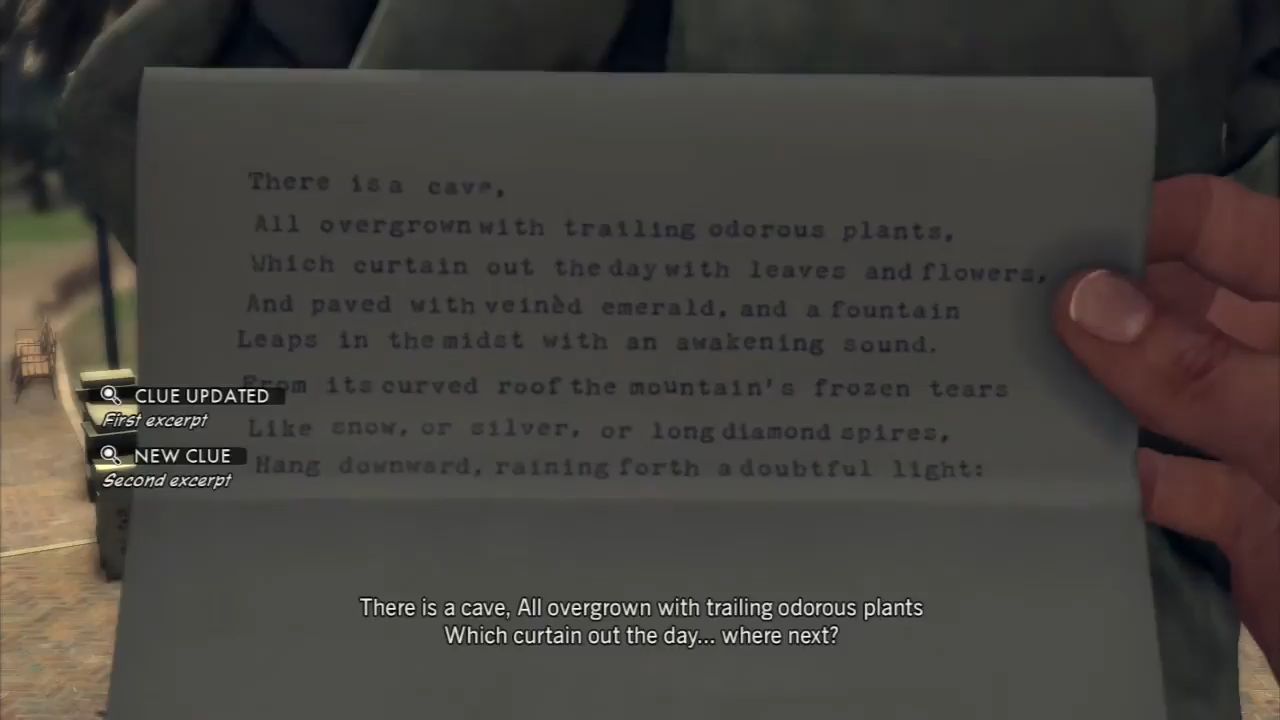 There is a cave,
All overgrown with trailing odorous plants,
Which curtain out the day with leaves and flowers,
And paved with veinèd emerald, and a fountain
Leaps in the midst with an awakening sound.
From its curved roof the mountain's frozen tears
Like snow, or silver, or long diamond spires,
Hang downward, raining forth a doubtful light:
CLUE UPDATED
First excerpt
NEW CLUE
Second excerpt
There is a cave, All overgrown with trailing odorous plants
Which curtain out the day... where next?